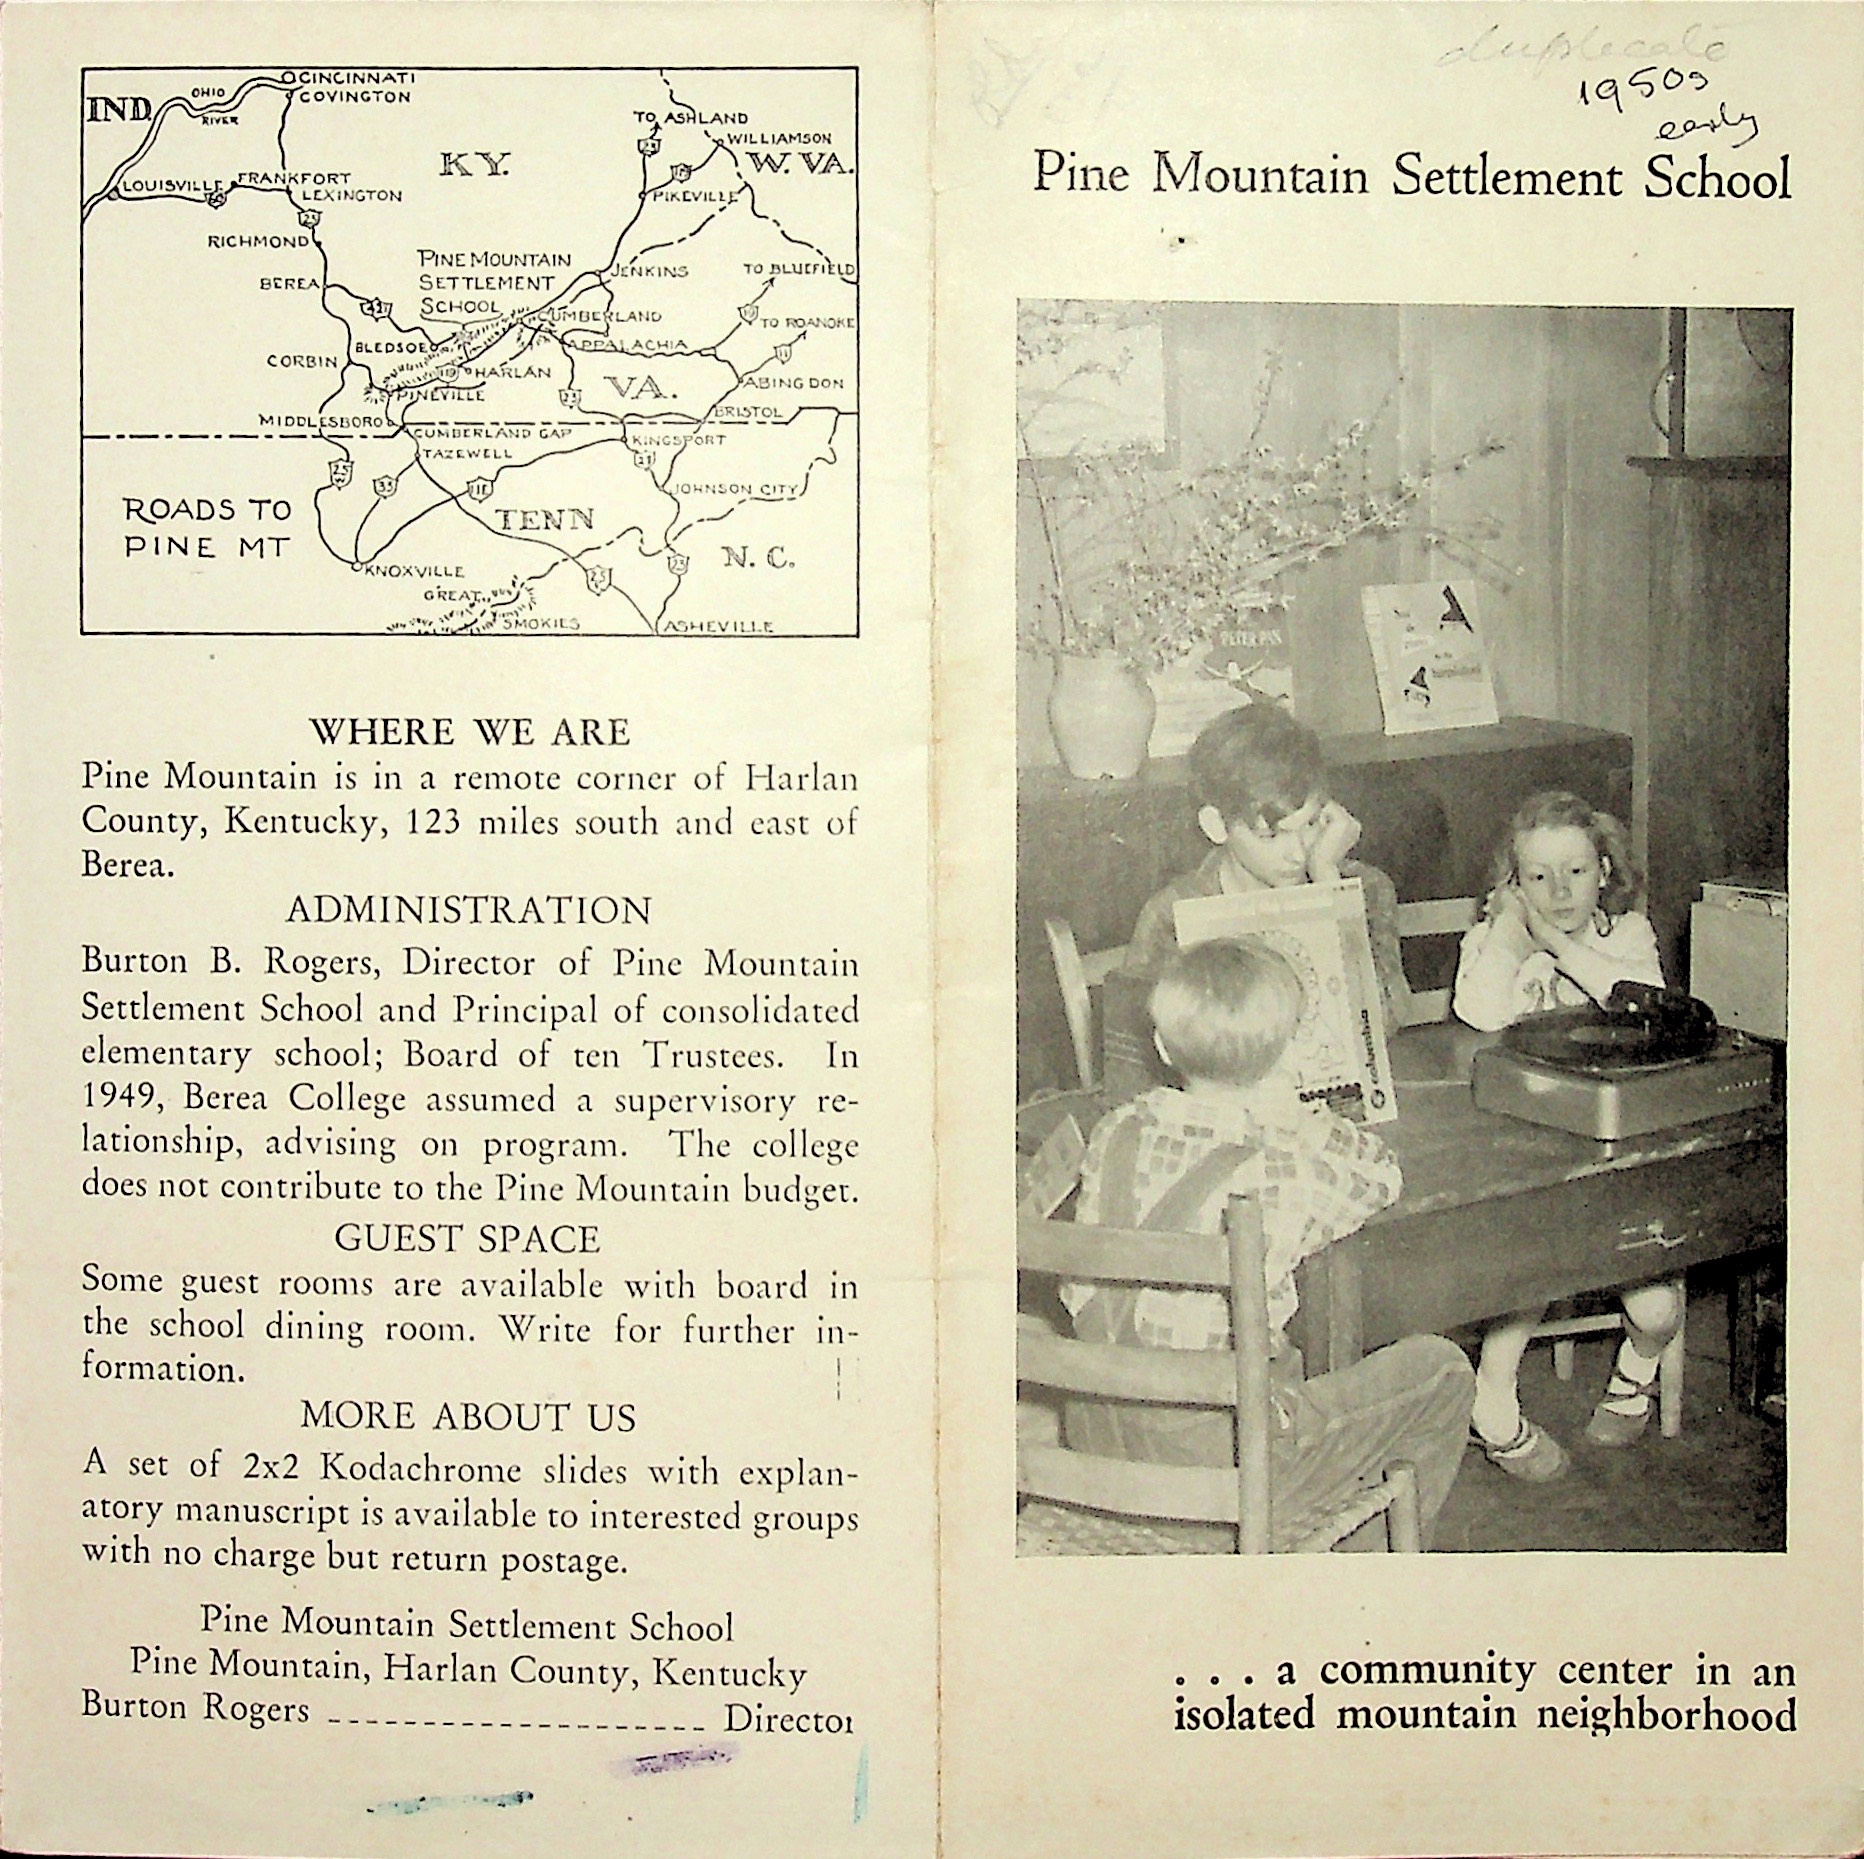 IND.
OHIO
RIVER
CINCINNATI
COVINGTON
KY.
TO ASHLAND
WILLIAMSON
W. VA.
LOUISVILLE
FRANKFORT
LEXINGTON
PIKEVILLE
RICHMOND
BEREA
PINE MOUNTAIN
SETTLEMENT
SCHOOL
JENKINS
TO BLUEFIELD
CUMBERLAND
TO ROANOKE
BLEDSOE
APPALACHIA
CORBIN
HARLAN
VA.
ABINGDON
PINEVILLE
MIDDLESBORO
BRISTOL
CUMBERLAND GAP
KINGSPORT
TAZEWELL
JOHNSON CITY
ROADS TO
PINE MT
TENN
N. C.
KNOXVILLE
GREAT
SMOKIES
ASHEVILLE
WHERE WE ARE
Pine Mountain is in a remote corner of Harlan
County, Kentucky, 123 miles south and east of
Berea.
ADMINISTRATION
Burton B. Rogers, Director of Pine Mountain
Settlement School and Principal of consolidated
elementary school; Board of ten Trustees. In
1949, Berea College assumed a supervisory re-
lationship, advising on program. The college
does not contribute to the Pine Mountain budget.
GUEST SPACE
Some guest rooms are available with board in
the school dining room. Write for further in-
formation.
MORE ABOUT US
A set of 2x2 Kodachrome slides with explan-
atory manuscript is available to interested groups
with no charge but return postage.
Pine Mountain Settlement School
Pine Mountain, Harlan County, Kentucky
Burton Rogers -------------------- Director
duplicate
1950s
early
Pine Mountain Settlement School
PETER PAN
columbia
. . . a community center in an
isolated mountain neighborhood